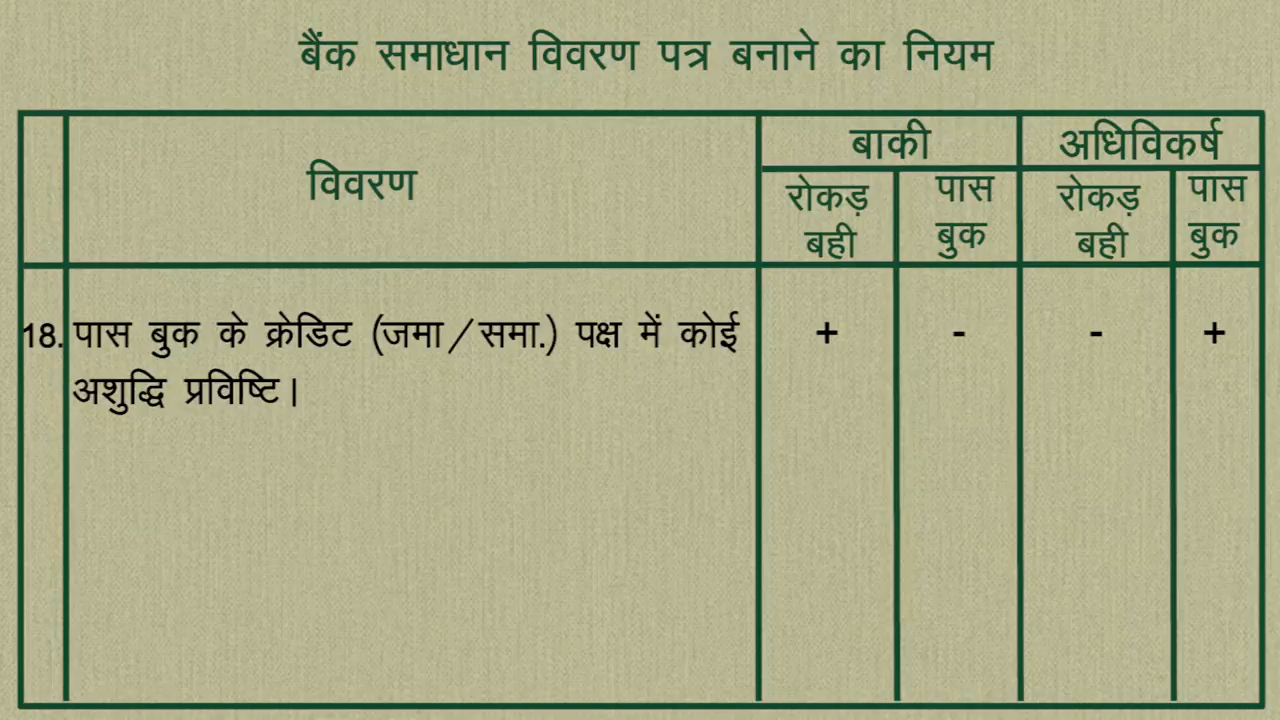 बैंक समाधान विवरण पत्र बनाने का नियम
विवरण
बाकी
अधिविकर्ष
रोकड़ बही
पास बुक
रोकड़ बही
पास बुक
18. पास बुक के क्रेडिट (जमा/समा.) पक्ष में कोई + - - +
अशुद्धि प्रविष्टि।